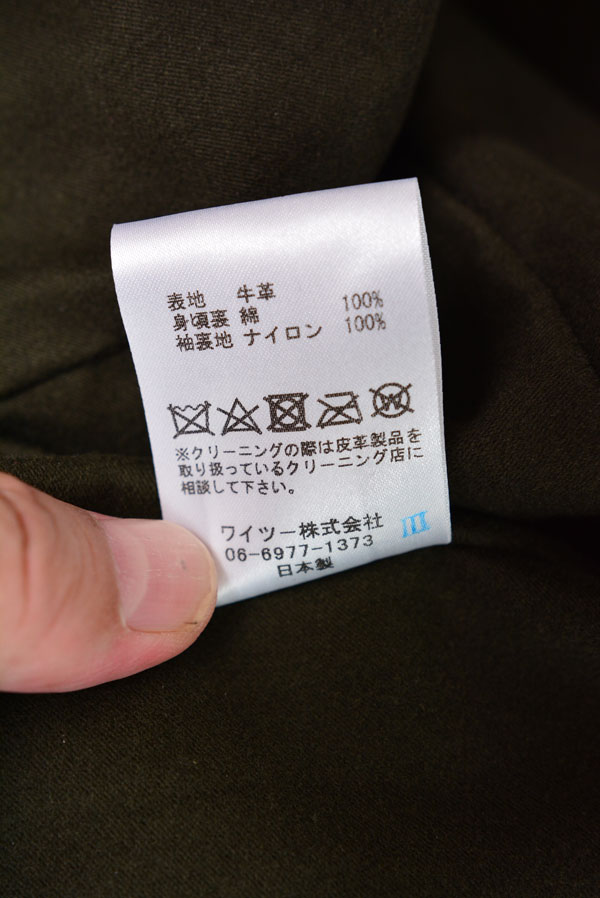 表地 牛革
身頃裏 綿 100%
袖裏地 ナイロン 100%
W
※クリーニングの際は皮革製品を
取り扱っているクリーニング店に
相談して下さい。
ワイツー株式会社 III
06-6977-1373
日本製